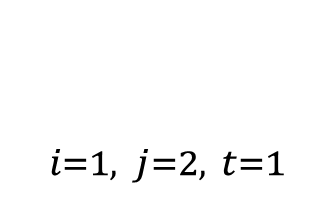 i=1, j=2, t=1